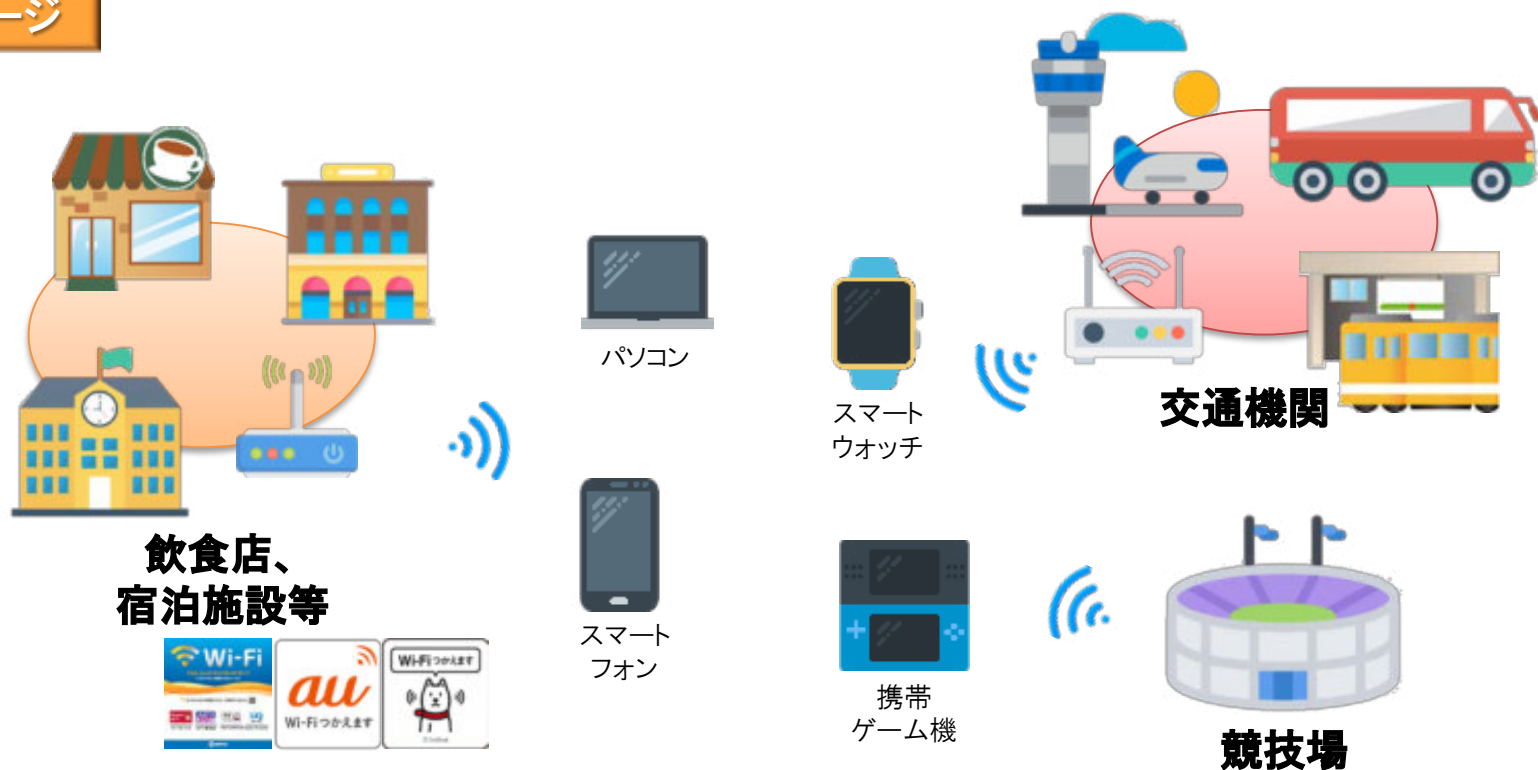 ージ
パソコン
スマート
ウォッチ
交通機関
飲食店、
宿泊施設等
スマート
フォン
携帯
ゲーム機
競技場
Wi-Fi
au
Wi-Fiつかえます
Wi-Fiつかえます